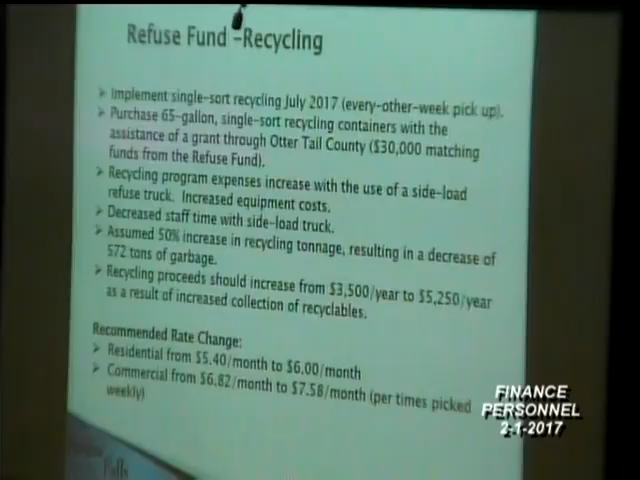 Refuse Fund -Recycling
➢ Implement single-sort recycling July 2017 (every-other-week pick up).
➢ Purchase 65-gallon, single-sort recycling containers with the
assistance of a grant through Otter Tail County ($30,000 matching
funds from the Refuse Fund).
➢ Recycling program expenses increase with the use of a side-load
refuse truck. Increased equipment costs.
➢ Decreased staff time with side-load truck.
➢ Assumed 50% increase in recycling tonnage, resulting in a decrease of
572 tons of garbage.
➢ Recycling proceeds should increase from $3,500/year to $5,250/year
as a result of increased collection of recyclables.
Recommended Rate Change:
➢ Residential from $5.40/month to $6.00/month
➢ Commercial from $6.82/month to $7.58/month (per times picked
weekly)
Falls
FINANCE
PERSONNEL
2-1-2017